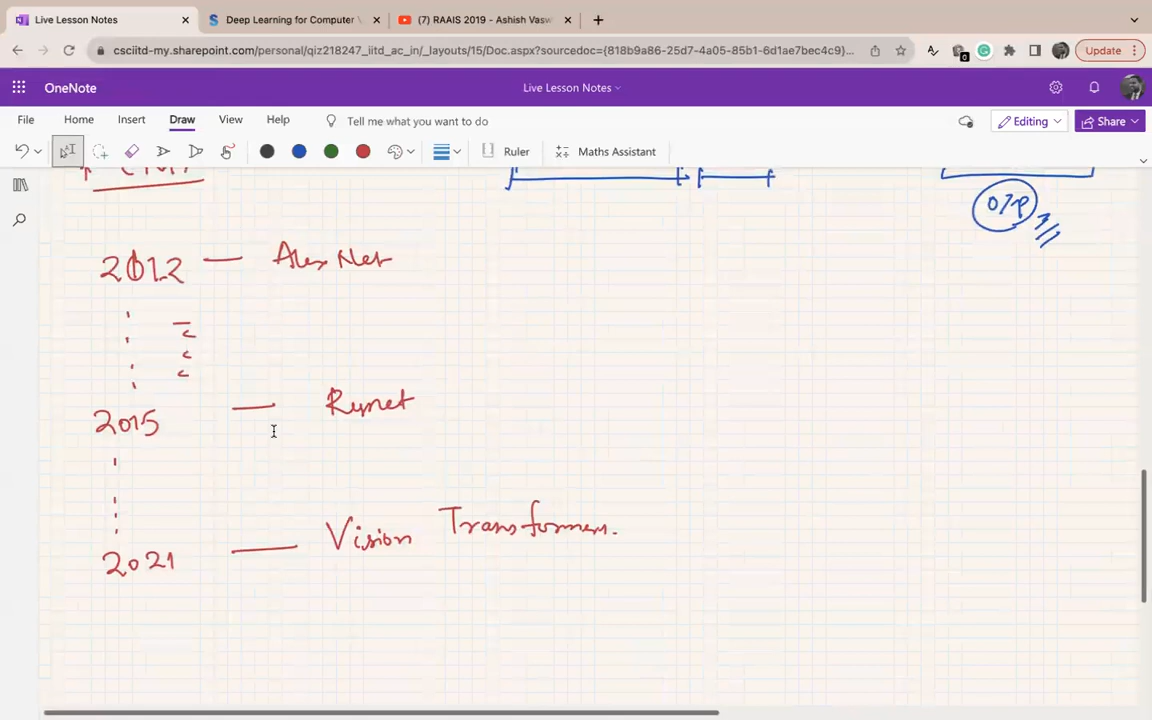 Live Lesson Notes
Deep Learning for Computer V
(7) RAAIS 2019 - Ashish Vasw
csciitd-my.sharepoint.com/personal/qiz218247_iitd_ac_in/_layouts/15/Doc.aspx?sourcedoc={818b9a86-25d7-4a05-85b1-6d1ae7bec4c9}...
Update
OneNote
Live Lesson Notes
File Home Insert Draw View Help Tell me what you want to do
Editing
Share
Ruler
Maths Assistant
O/P
2012 — AlexNet
2015 — Resnet
2021 — Vision Transformers.